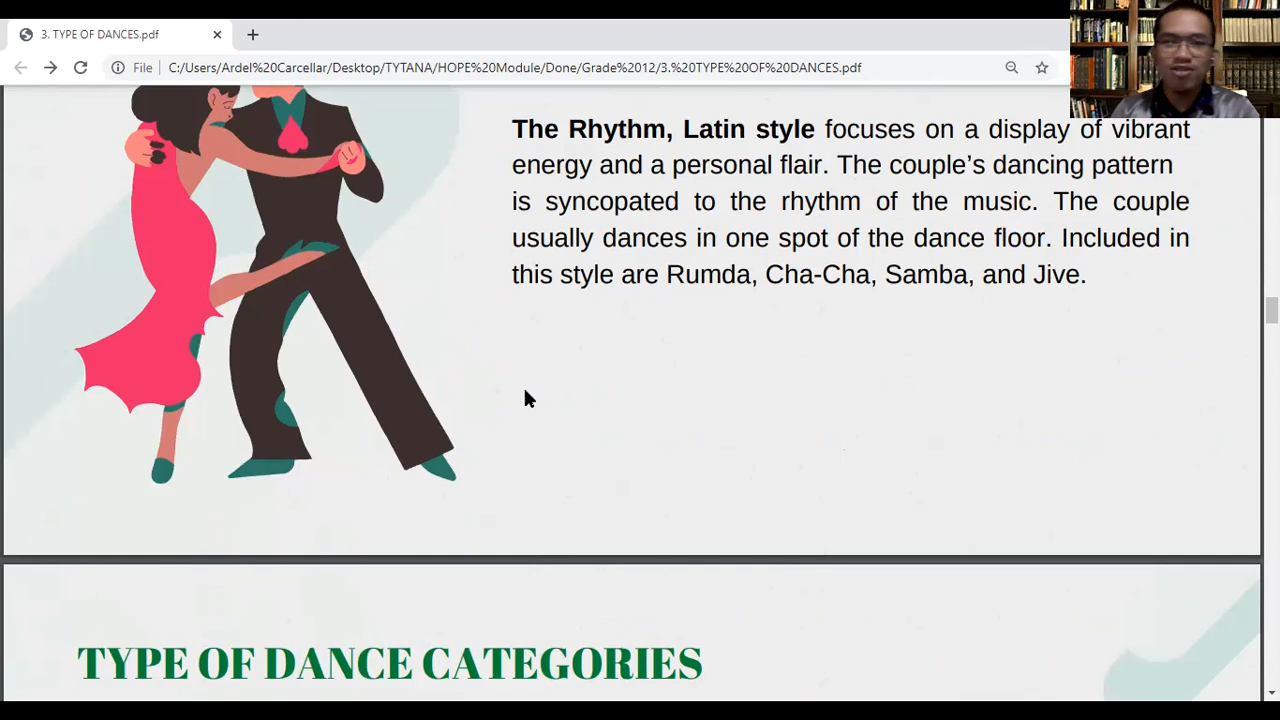 3. TYPE OF DANCES.pdf
File
C:/Users/Ardel%20Carcellar/Desktop/TYTANA/HOPE%20Module/Done/Grade%2012/3.%20TYPE%20OF%20DANCES.pdf
The Rhythm, Latin style focuses on a display of vibrant
energy and a personal flair. The couple’s dancing pattern
is syncopated to the rhythm of the music. The couple
usually dances in one spot of the dance floor. Included in
this style are Rumda, Cha-Cha, Samba, and Jive.
TYPE OF DANCE CATEGORIES